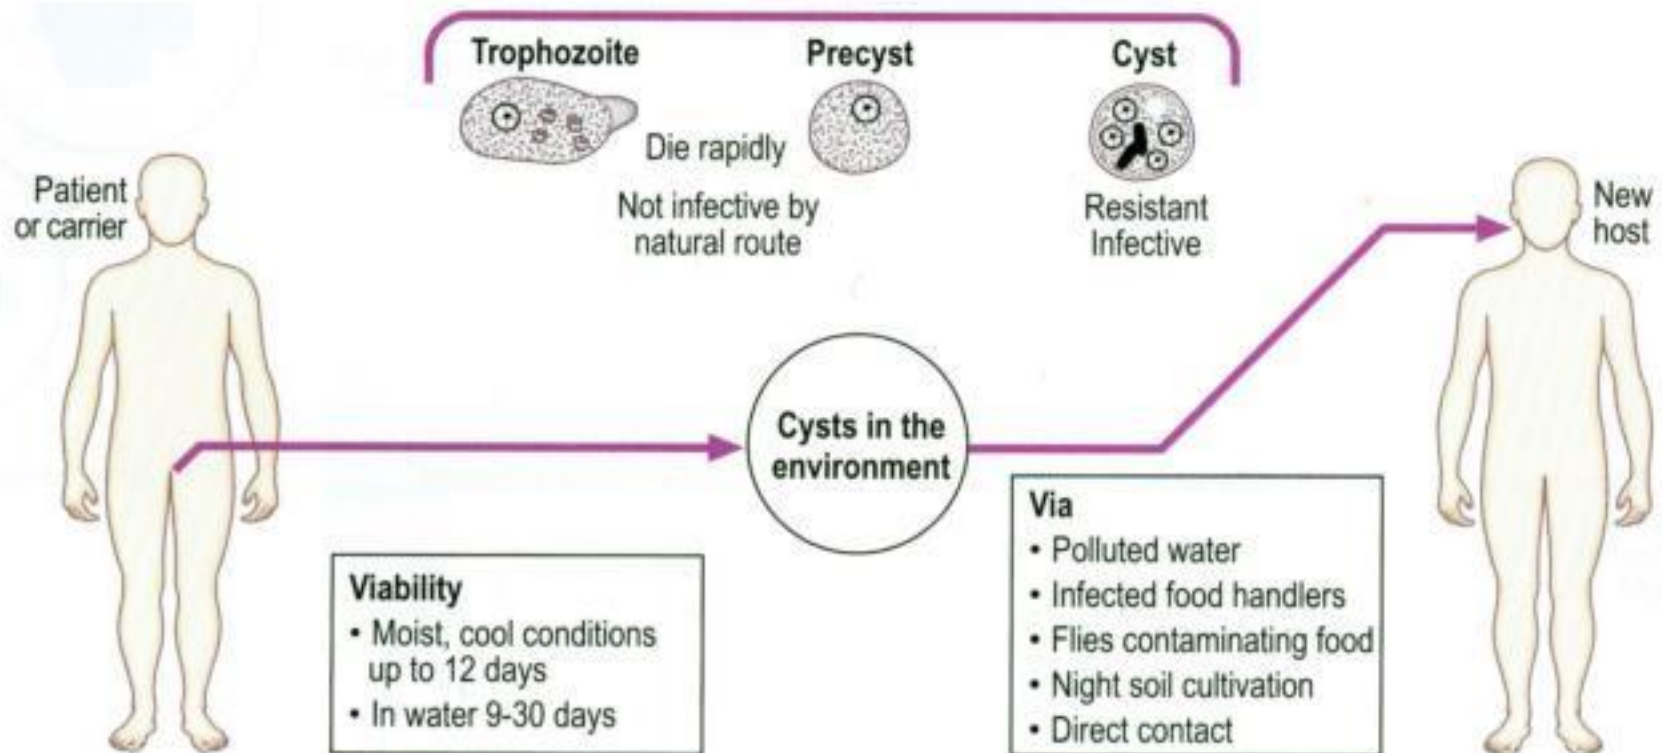 Trophozoite
Precyst
Cyst
Die rapidly
Not infective by
natural route
Resistant
Infective
Patient
or carrier
New
host
Cysts in the
environment
Viability
• Moist, cool conditions
up to 12 days
• In water 9-30 days
Via
• Polluted water
• Infected food handlers
• Flies contaminating food
• Night soil cultivation
• Direct contact